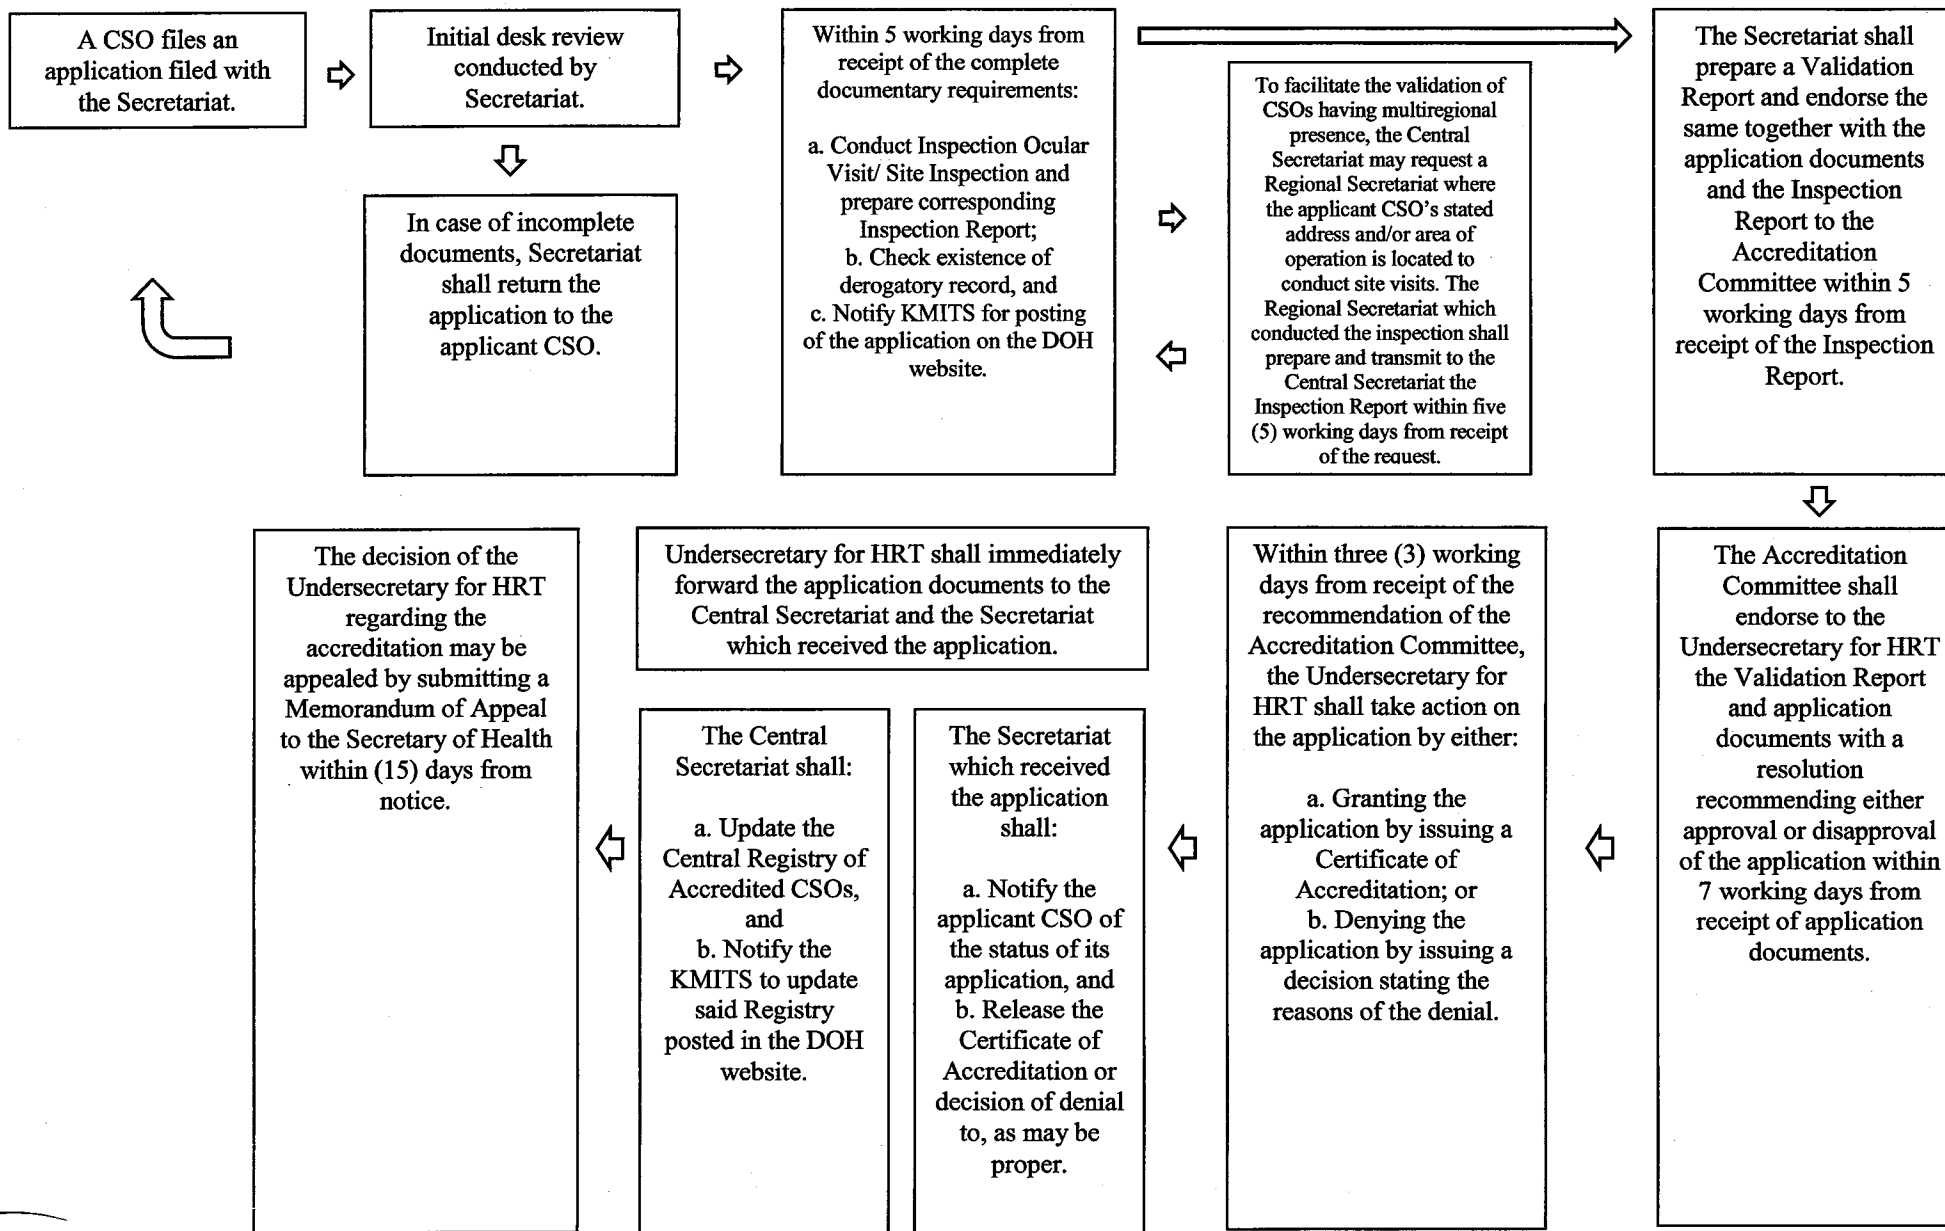 A CSO files an
application filed with
the Secretariat.
Initial desk review
conducted by
Secretariat.
In case of incomplete
documents, Secretariat
shall return the
application to the
applicant CSO.
Within 5 working days from
receipt of the complete
documentary requirements:
a. Conduct Inspection Ocular
Visit/ Site Inspection and
prepare corresponding
Inspection Report;
b. Check existence of
derogatory record, and
c. Notify KMITS for posting
of the application on the DOH
website.
To facilitate the validation of
CSOs having multiregional
presence, the Central
Secretariat may request a
Regional Secretariat where
the applicant CSO's stated
address and/or area of
operation is located to
conduct site visits. The
Regional Secretariat which
conducted the inspection shall
prepare and transmit to the
Central Secretariat the
Inspection Report within five
(5) working days from receipt
of the request.
The Secretariat shall
prepare a Validation
Report and endorse the
same together with the
application documents
and the Inspection
Report to the
Accreditation
Committee within 5
working days from
receipt of the Inspection
Report.
The Accreditation
Committee shall
endorse to the
Undersecretary for HRT
the Validation Report
and application
documents with a
resolution
recommending either
approval or disapproval
of the application within
7 working days from
receipt of application
documents.
Within three (3) working
days from receipt of the
recommendation of the
Accreditation Committee,
the Undersecretary for
HRT shall take action on
the application by either:
a. Granting the
application by issuing a
Certificate of
Accreditation; or
b. Denying the
application by issuing a
decision stating the
reasons of the denial.
Undersecretary for HRT shall immediately
forward the application documents to the
Central Secretariat and the Secretariat
which received the application.
The Secretariat
which received
the application
shall:
a. Notify the
applicant CSO of
the status of its
application, and
b. Release the
Certificate of
Accreditation or
decision of denial
to, as may be
proper.
The Central
Secretariat shall:
a. Update the
Central Registry of
Accredited CSOs,
and
b. Notify the
KMITS to update
said Registry
posted in the DOH
website.
The decision of the
Undersecretary for HRT
regarding the
accreditation may be
appealed by submitting a
Memorandum of Appeal
to the Secretary of Health
within (15) days from
notice.